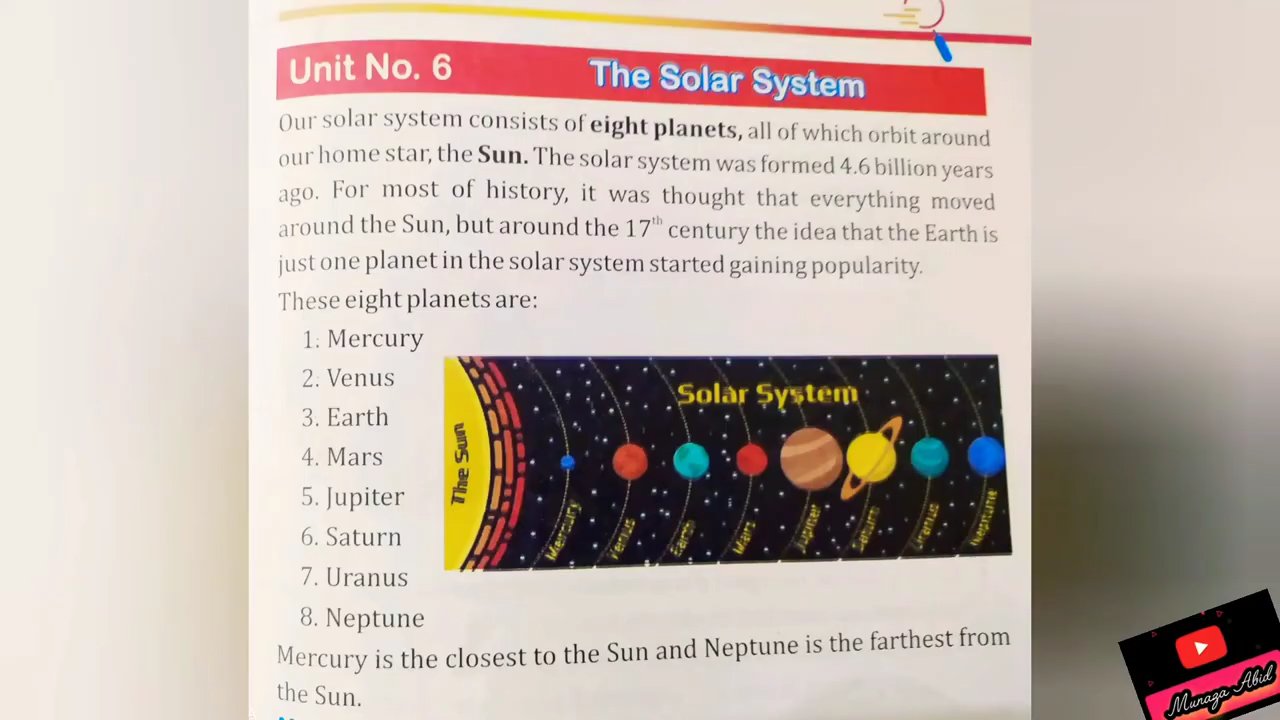 Unit No. 6
The Solar System
Our solar system consists of eight planets, all of which orbit around
our home star, the Sun. The solar system was formed 4.6 billion years
ago. For most of history, it was thought that everything moved
around the Sun, but around the 17th century the idea that the Earth is
just one planet in the solar system started gaining popularity.
These eight planets are:
1. Mercury
2. Venus
3. Earth
4. Mars
5. Jupiter
6. Saturn
7. Uranus
8. Neptune
Solar System
The Sun
Mercury
Venus
Earth
Mars
Jupiter
Saturn
Uranus
Neptune
Mercury is the closest to the Sun and Neptune is the farthest from
the Sun.
Munaza Abid